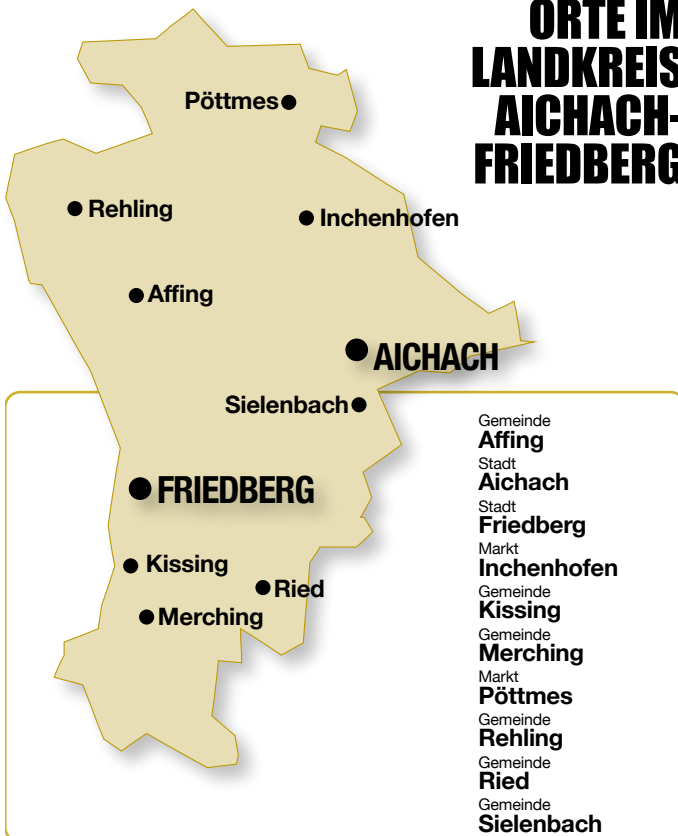 ORTE IM
LANDKREIS
AICHACH-
FRIEDBERG
Pöttmes
Rehling
Inchenhofen
Affing
AICHACH
Sielenbach
FRIEDBERG
Kissing
Ried
Merching
Gemeinde
Affing
Stadt
Aichach
Stadt
Friedberg
Markt
Inchenhofen
Gemeinde
Kissing
Gemeinde
Merching
Markt
Pöttmes
Gemeinde
Rehling
Gemeinde
Ried
Gemeinde
Sielenbach